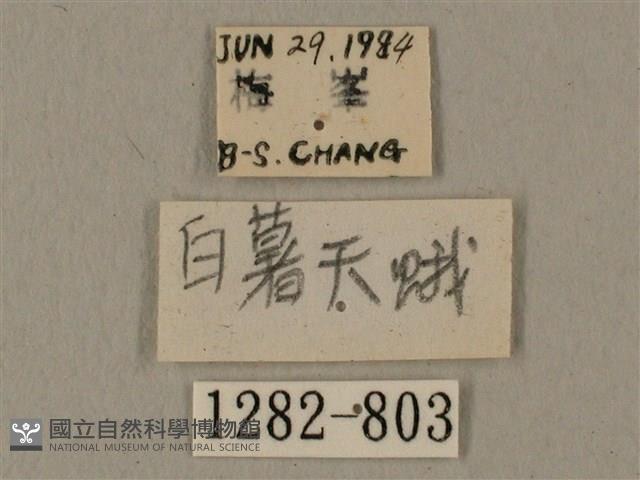 JUN 29. 1984
梅峯
B-S. CHANG
白薯天蛾
1282-803
國立自然科學博物館
NATIONAL MUSEUM OF NATURAL SCIENCE